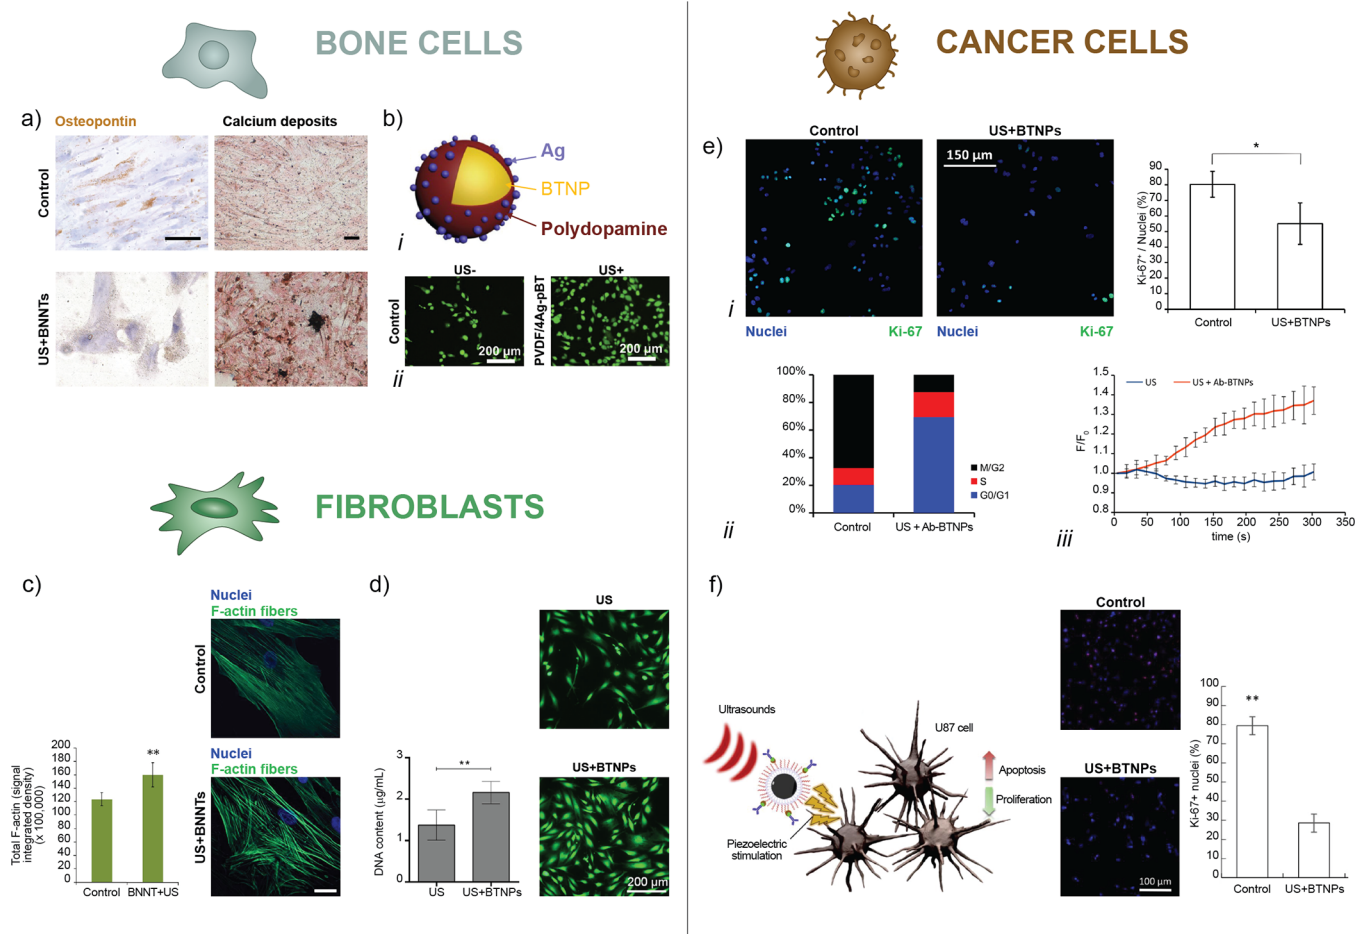 BONE CELLS
a)
Osteopontin
Calcium deposits
Control
US+BNNTs
b)
Ag
BTNP
Polydopamine
i
US-
US+
Control
PVDF/4Ag-pBT
200 µm
200 µm
ii
FIBROBLASTS
c)
Nuclei
F-actin fibers
Control
Nuclei
F-actin fibers
US+BNNTs
Total F-actin (signal
integrated density)
(x 100,000)
200
180
160
140
120
100
80
60
40
20
0
**
Control
BNNT+US
d)
US
US+BTNPs
200 µm
DNA content (µg/mL)
3
2
1
0
**
US
US+BTNPs
CANCER CELLS
e)
Control
US+BTNPs
150 µm
i
Nuclei
Ki-67
Nuclei
Ki-67
Ki-67+ / Nuclei (%)
90
80
70
60
50
40
30
20
10
0
*
Control
US+BTNPs
100%
80%
60%
40%
20%
0%
M/G2
S
G0/G1
Control
US + Ab-BTNPs
ii
US
US + Ab-BTNPs
F/F0
1.5
1.4
1.3
1.2
1.1
1.0
0.9
0.8
0
50
100
150
200
250
300
350
time (s)
iii
f)
Ultrasounds
U87 cell
Apoptosis
Proliferation
Piezoelectric
stimulation
Control
US+BTNPs
100 µm
Ki-67+ nuclei (%)
100
90
80
70
60
50
40
30
20
10
0
**
Control
US+BTNPs